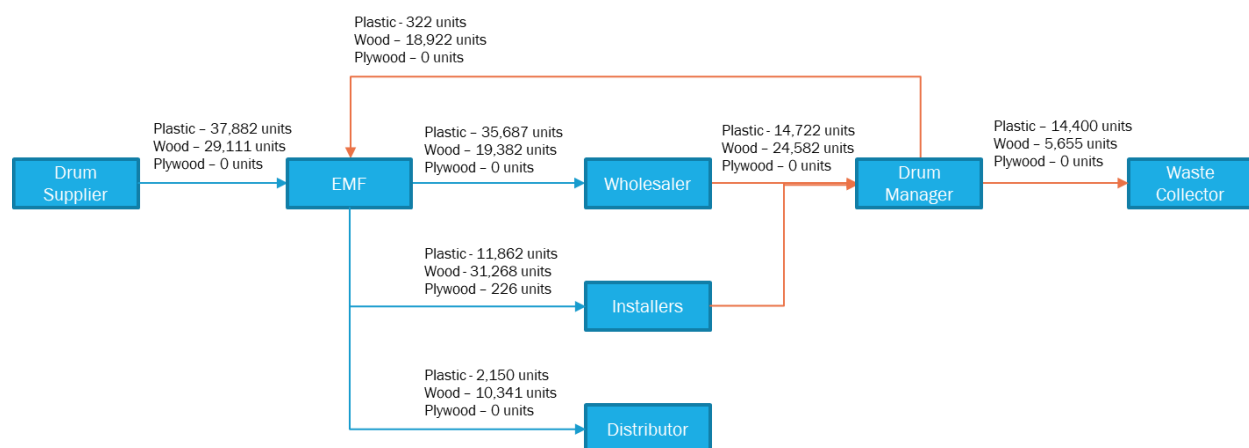 Plastic - 322 units
Wood – 18,922 units
Plywood – 0 units
Plastic – 37,882 units
Wood – 29,111 units
Plywood – 0 units
Plastic – 35,687 units
Wood – 19,382 units
Plywood – 0 units
Plastic - 14,722 units
Wood – 24,582 units
Plywood – 0 units
Plastic – 14,400 units
Wood – 5,655 units
Plywood – 0 units
Drum
Supplier
EMF
Wholesaler
Drum
Manager
Waste
Collector
Plastic - 11,862 units
Wood - 31,268 units
Plywood – 226 units
Installers
Plastic - 2,150 units
Wood – 10,341 units
Plywood – 0 units
Distributor